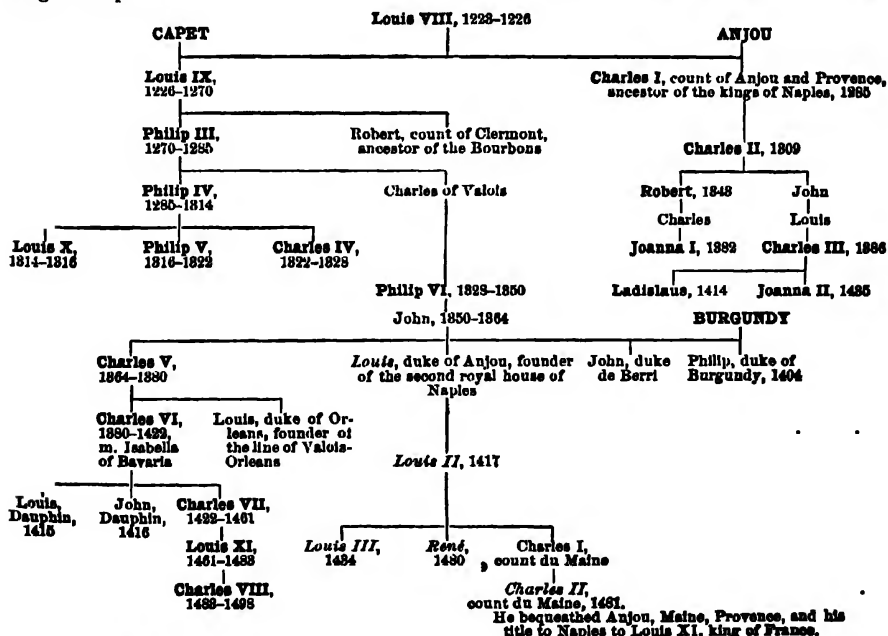 Louis VIII, 1223-1226
CAPET
ANJOU
Louis IX,
1226-1270
Charles I, count of Anjou and Provence,
ancestor of the kings of Naples, 1285
Philip III,
1270-1285
Robert, count of Clermont,
ancestor of the Bourbons
Charles II, 1309
Philip IV,
1285-1314
Charles of Valois
Robert, 1343
John
Charles
Louis
Louis X,
1314-1316
Philip V,
1316-1322
Charles IV,
1322-1328
Joanna I, 1382
Charles III, 1386
Philip VI, 1328-1350
Ladislaus, 1414
Joanna II, 1435
John, 1350-1364
BURGUNDY
Charles V,
1364-1380
Louis, duke of Anjou, founder
of the second royal house of
Naples
John, duke
de Berri
Philip, duke of
Burgundy, 1404
Charles VI,
1380-1422,
m. Isabella
of Bavaria
Louis, duke of Or-
leans, founder of
the line of Valois-
Orleans
Louis II, 1417
Louis,
Dauphin,
1415
John,
Dauphin,
1416
Charles VII,
1422-1461
Louis XI,
1461-1483
Louis III,
1434
René,
1480
Charles I,
count du Maine
Charles VIII,
1483-1498
Charles II,
count du Maine, 1481.
He bequeathed Anjou, Maine, Provence, and his
title to Naples to Louis XI, king of France.